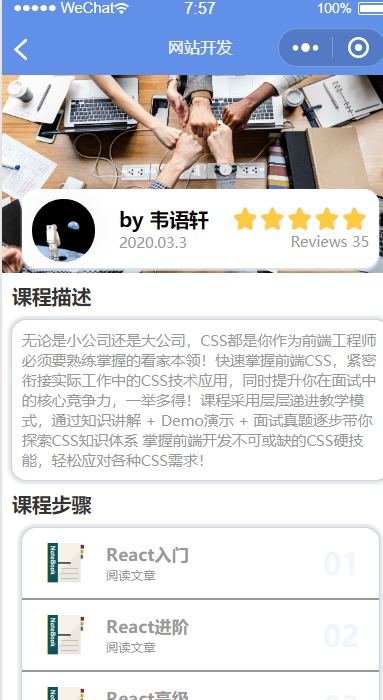 WeChat 7:57 100%
网站开发
by 韦语轩
2020.03.3
Reviews 35
课程描述
无论是小公司还是大公司，CSS都是你作为前端工程师
必须要熟练掌握的看家本领！快速掌握前端CSS，紧密
衔接实际工作中的CSS技术应用，同时提升你在面试中
的核心竞争力，一举多得！课程采用层层递进教学模
式，通过知识讲解 + Demo演示 + 面试真题逐步带你
探索CSS知识体系 掌握前端开发不可或缺的CSS硬技
能，轻松应对各种CSS需求！
课程步骤
NoteBook
React入门
阅读文章
01
NoteBook
React进阶
阅读文章
02
React高级